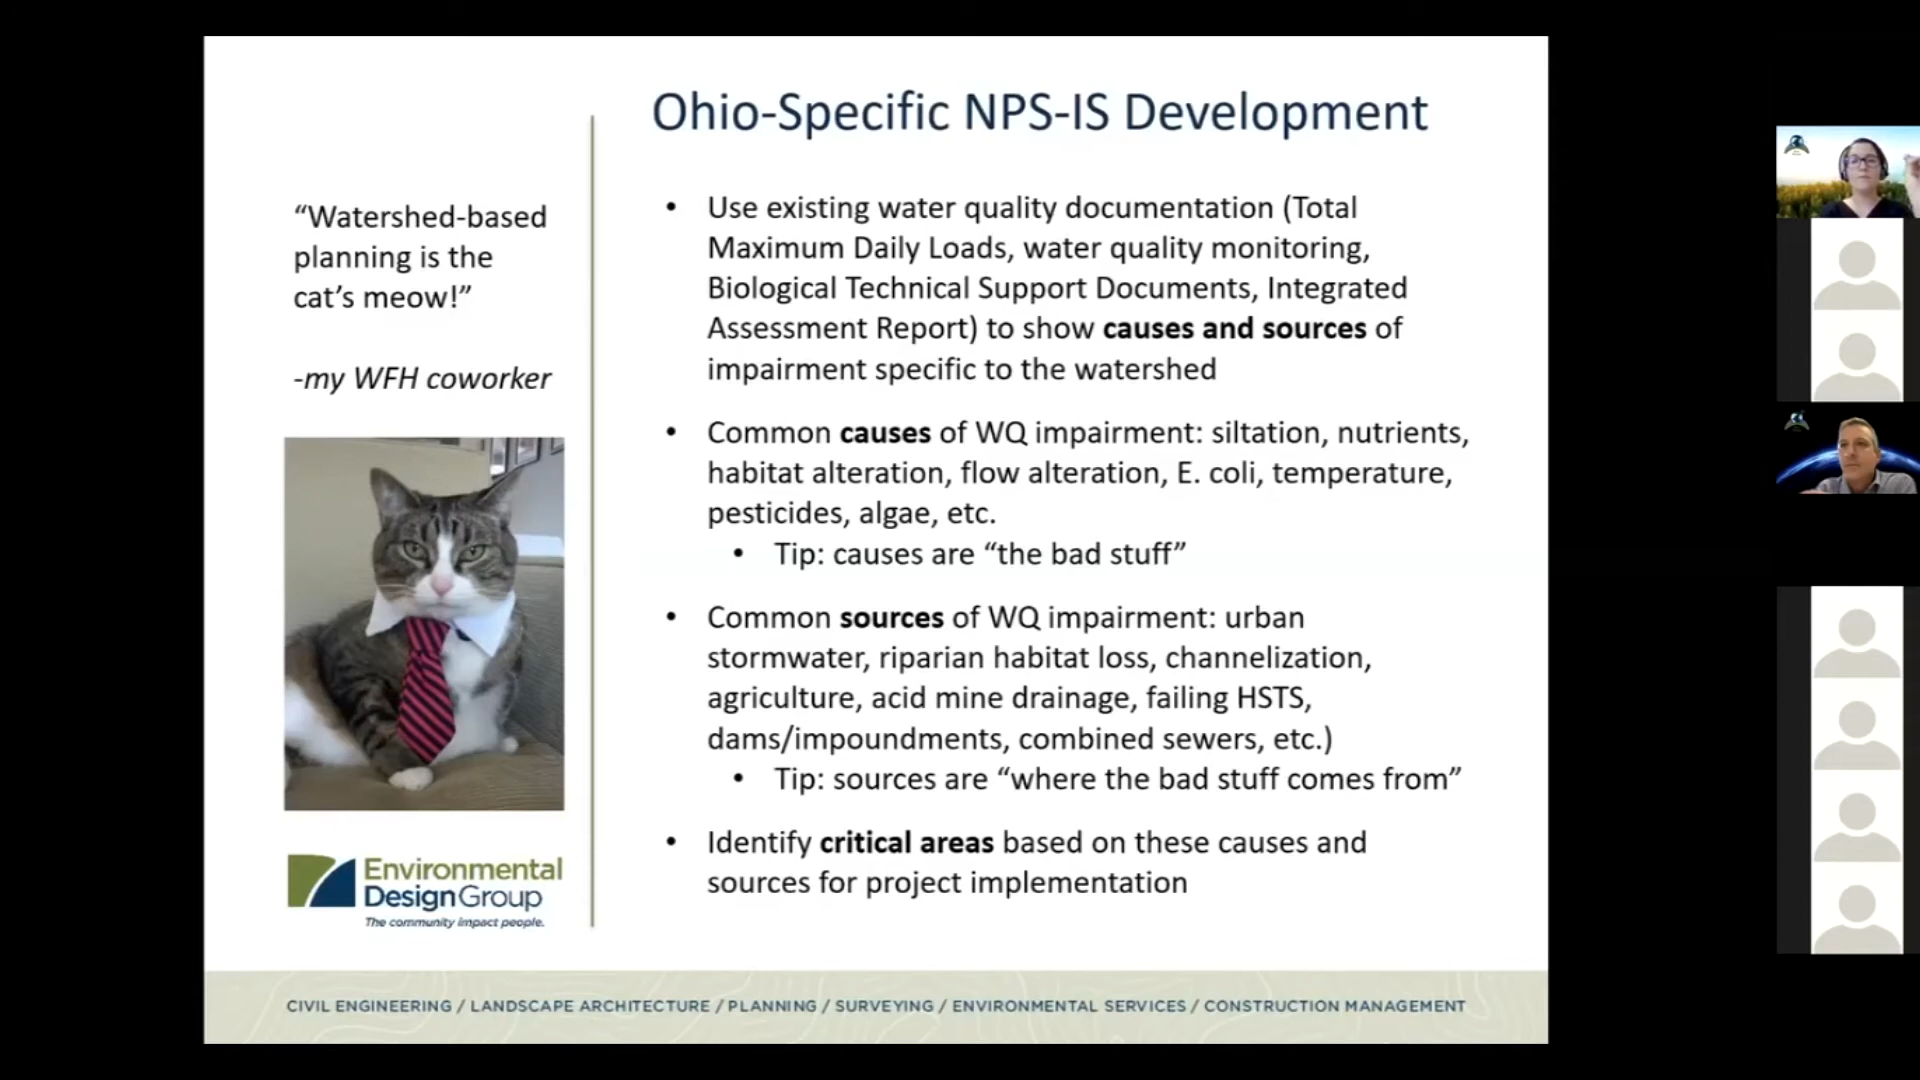 Ohio-Specific NPS-IS Development
“Watershed-based
planning is the
cat’s meow!”
-my WFH coworker
• Use existing water quality documentation (Total
Maximum Daily Loads, water quality monitoring,
Biological Technical Support Documents, Integrated
Assessment Report) to show causes and sources of
impairment specific to the watershed
• Common causes of WQ impairment: siltation, nutrients,
habitat alteration, flow alteration, E. coli, temperature,
pesticides, algae, etc.
• Tip: causes are “the bad stuff”
• Common sources of WQ impairment: urban
stormwater, riparian habitat loss, channelization,
agriculture, acid mine drainage, failing HSTS,
dams/impoundments, combined sewers, etc.)
• Tip: sources are “where the bad stuff comes from”
• Identify critical areas based on these causes and
sources for project implementation
Environmental
DesignGroup
The community impact people.
CIVIL ENGINEERING / LANDSCAPE ARCHITECTURE / PLANNING / SURVEYING / ENVIRONMENTAL SERVICES / CONSTRUCTION MANAGEMENT